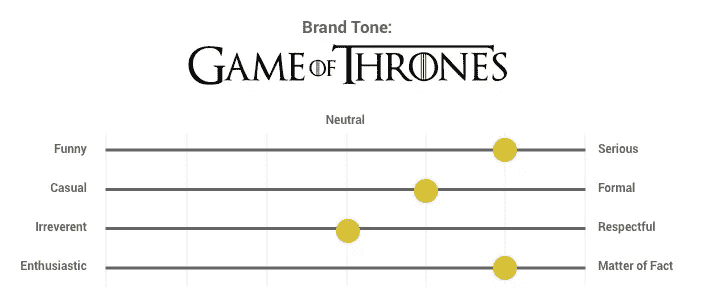 Brand Tone:
GAME OF THRONES
Neutral
Funny Serious
Casual Formal
Irreverent Respectful
Enthusiastic Matter of Fact